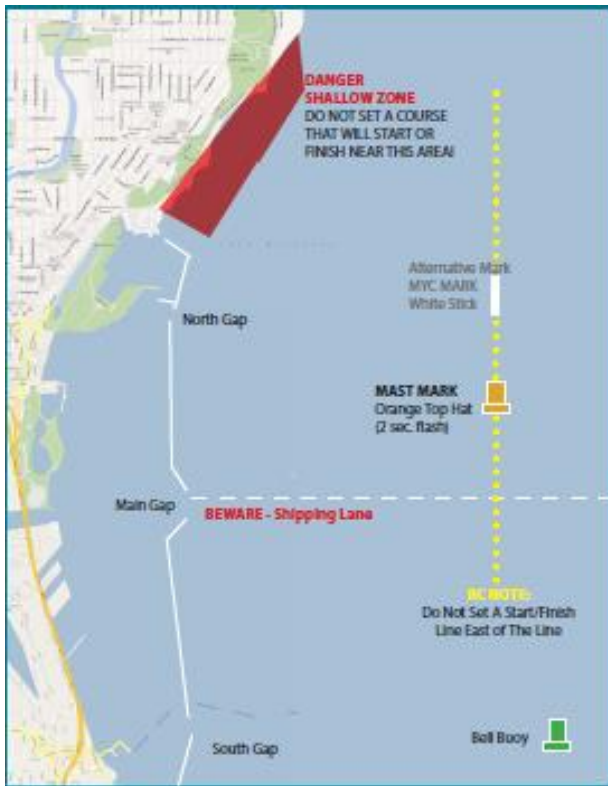 DANGER
SHALLOW ZONE
DO NOT SET A COURSE
THAT WILL START OR
FINISH NEAR THIS AREA!
Alternative Mark
MYC MARK
White Stick
North Gap
MAST MARK
Orange Top Hat
(2 sec. flash)
Main Gap
BEWARE - Shipping Lane
RC NOTE:
Do Not Set A Start/Finish
Line East of The Line
Bell Buoy
South Gap